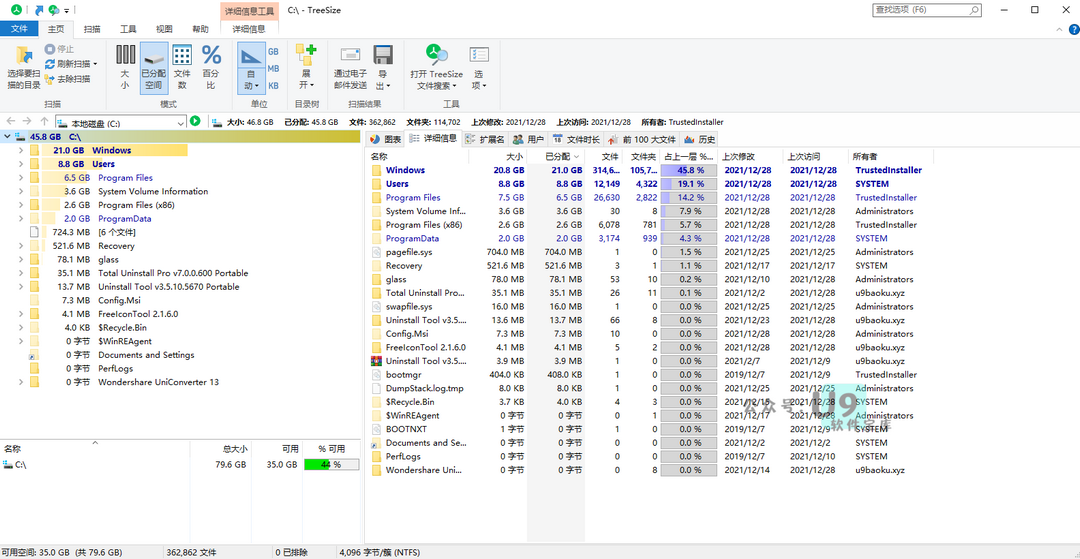 详细信息工具 C:\ - TreeSize 查找选项 (F6)
文件 主页 扫描 工具 视图 帮助 详细信息
选择要扫描的目录 停止 刷新扫描 去除扫描 大小 已分配空间 文件数 百分比 自动 GB MB KB 展开 通过电子邮件发送 导出 打开 TreeSize 文件搜索 选项
扫描 模式 单位 目录树 扫描结果 工具
本地磁盘 (C:) 大小: 46.8 GB 已分配: 45.8 GB 文件: 362,862 文件夹: 114,702 上次修改: 2021/12/28 上次访问: 2021/12/28 所有者: TrustedInstaller
45.8 GB C:\
21.0 GB Windows
8.8 GB Users
6.5 GB Program Files
3.6 GB System Volume Information
2.6 GB Program Files (x86)
2.0 GB ProgramData
724.3 MB [6 个文件]
521.6 MB Recovery
78.1 MB glass
35.1 MB Total Uninstall Pro v7.0.0.600 Portable
13.7 MB Uninstall Tool v3.5.10.5670 Portable
7.3 MB Config.Msi
4.1 MB FreeIconTool 2.1.6.0
4.0 KB $Recycle.Bin
0 字节 $WinREAgent
0 字节 Documents and Settings
0 字节 PerfLogs
0 字节 Wondershare UniConverter 13
名称 总大小 可用 % 可用
C:\ 79.6 GB 35.0 GB 44 %
图表 详细信息 扩展名 用户 文件时长 前 100 大文件 历史
名称 大小 已分配 文件 文件夹 占上一层 %... 上次修改 上次访问 所有者
Windows 20.8 GB 21.0 GB 314,6... 105,7... 45.8 % 2021/12/28 2021/12/28 TrustedInstaller
Users 8.8 GB 8.8 GB 12,149 4,322 19.1 % 2021/12/28 2021/12/28 SYSTEM
Program Files 7.5 GB 6.5 GB 26,630 2,822 14.2 % 2021/12/28 2021/12/28 TrustedInstaller
System Volume Inf... 3.6 GB 3.6 GB 30 8 7.9 % 2021/12/28 2021/12/28 Administrators
Program Files (x86) 2.6 GB 2.6 GB 6,078 781 5.7 % 2021/12/28 2021/12/28 TrustedInstaller
ProgramData 2.0 GB 2.0 GB 3,174 939 4.3 % 2021/12/28 2021/12/28 SYSTEM
pagefile.sys 704.0 MB 704.0 MB 1 0 1.5 % 2021/12/25 2021/12/25 Administrators
Recovery 521.6 MB 521.6 MB 3 1 1.1 % 2021/12/17 2021/12/17 SYSTEM
glass 78.0 MB 78.1 MB 53 10 0.2 % 2021/12/10 2021/12/28 Administrators
Total Uninstall Pro... 35.1 MB 35.1 MB 26 11 0.1 % 2021/12/2 2021/12/28 u9baoku.xyz
swapfile.sys 16.0 MB 16.0 MB 1 0 0.0 % 2021/12/25 2021/12/25 Administrators
Uninstall Tool v3.5.... 13.6 MB 13.7 MB 66 8 0.0 % 2021/12/23 2021/12/28 u9baoku.xyz
Config.Msi 7.3 MB 7.3 MB 10 0 0.0 % 2021/12/28 2021/12/28 Administrators
FreeIconTool 2.1.6.0 4.1 MB 4.1 MB 5 2 0.0 % 2021/12/28 2021/12/28 u9baoku.xyz
Uninstall Tool v3.5.... 3.9 MB 3.9 MB 1 0 0.0 % 2021/2/7 2021/12/7 u9baoku.xyz
bootmgr 404.0 KB 408.0 KB 1 0 0.0 % 2019/12/7 2021/12/9 TrustedInstaller
DumpStack.log.tmp 8.0 KB 8.0 KB 1 0 0.0 % 2021/12/25 2021/12/25 Administrators
$Recycle.Bin 3.7 KB 4.0 KB 4 3 0.0 % 2021/12/15 2021/12/28 SYSTEM
$WinREAgent 0 字节 0 字节 0 1 0.0 % 2021/12/17 2021/12/28 Administrators
BOOTNXT 1 字节 0 字节 1 0 0.0 % 2019/12/7 2021/12/9 SYSTEM
Documents and Se... 0 字节 0 字节 0 0 0.0 % 2021/12/2 2021/12/2 SYSTEM
PerfLogs 0 字节 0 字节 0 0 0.0 % 2019/12/7 2021/12/10 SYSTEM
Wondershare Uni... 0 字节 0 字节 0 8 0.0 % 2021/12/14 2021/12/28 u9baoku.xyz
公众号 U9
软件宝库
可用空间: 35.0 GB (共 79.6 GB) 362,862 文件 0 已排除 4,096 字节/簇 (NTFS)